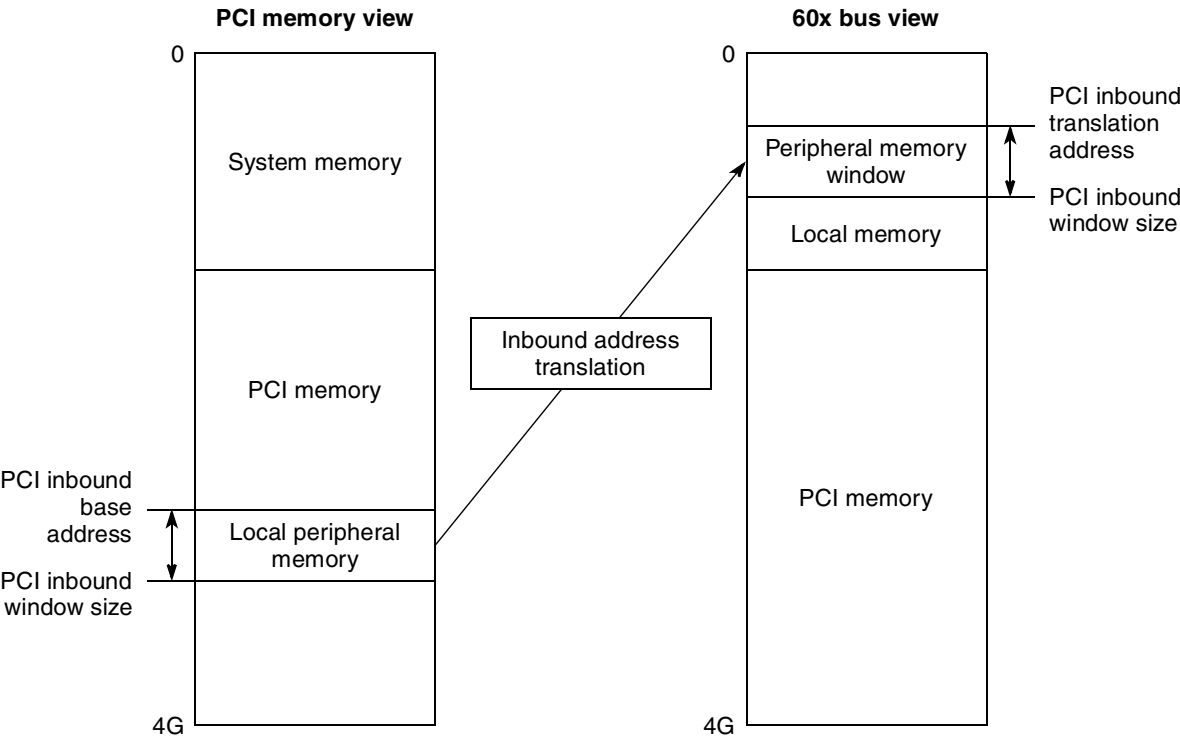 PCI memory view
0
System memory
PCI memory
PCI inbound
base
address
Local peripheral
memory
PCI inbound
window size
4G
Inbound address
translation
60x bus view
0
PCI inbound
translation
address
Peripheral memory
window
PCI inbound
window size
Local memory
PCI memory
4G